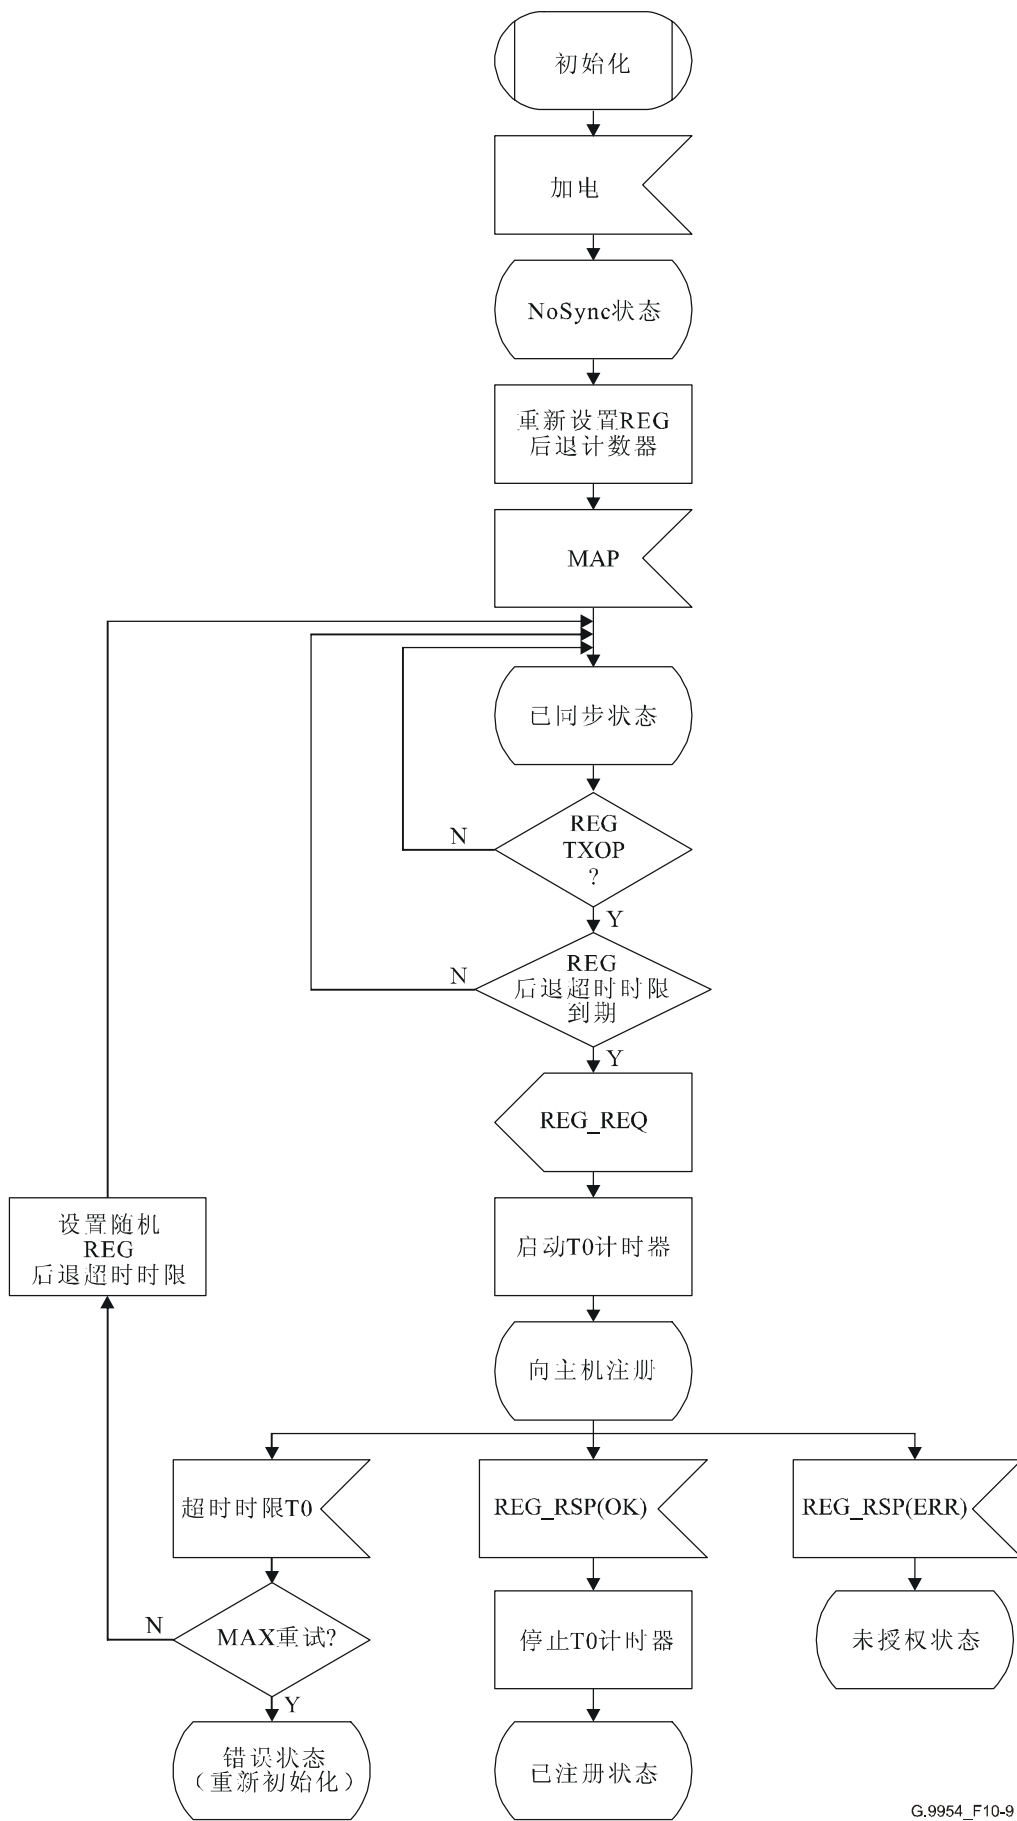 初始化
加电
NoSync状态
重新设置REG
后退计数器
MAP
已同步状态
REG
TXOP
?
N
Y
REG
后退超时时限
到期
N
Y
REG_REQ
设置随机
REG
后退超时时限
启动T0计时器
向主机注册
超时时限T0
REG_RSP(OK)
REG_RSP(ERR)
N
MAX重试?
停止T0计时器
未授权状态
Y
错误状态
（重新初始化）
已注册状态
G.9954_F10-9